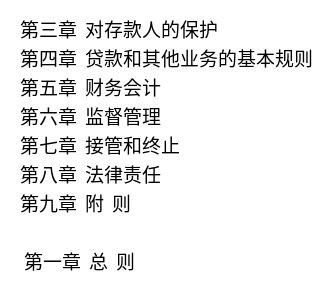 第三章 对存款人的保护
第四章 贷款和其他业务的基本规则
第五章 财务会计
第六章 监督管理
第七章 接管和终止
第八章 法律责任
第九章 附 则
第一章 总 则